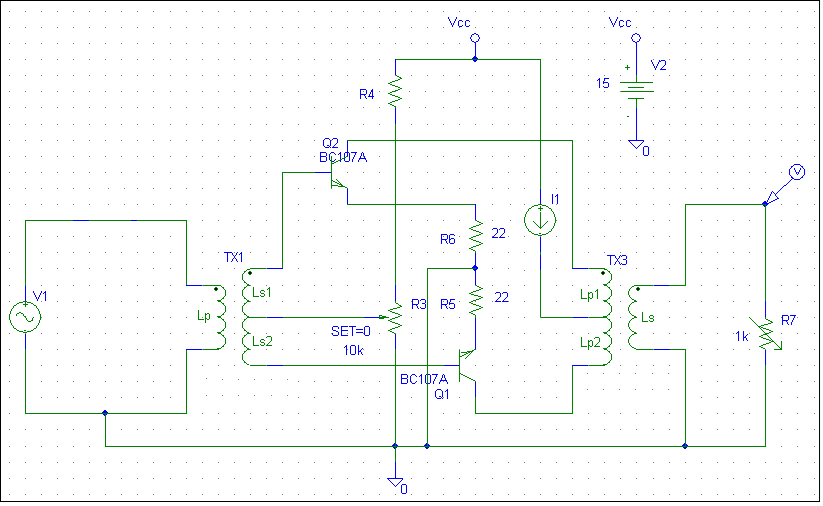 Vcc
Vcc
+
V2
15
-
0
R4
Q2
BC107A
V
I1
+
R6
22
TX1
TX3
V1
Lp
Ls1
Ls2
R3
SET=0
10k
R5
22
Lp1
Lp2
Ls
R7
1k
BC107A
Q1
0